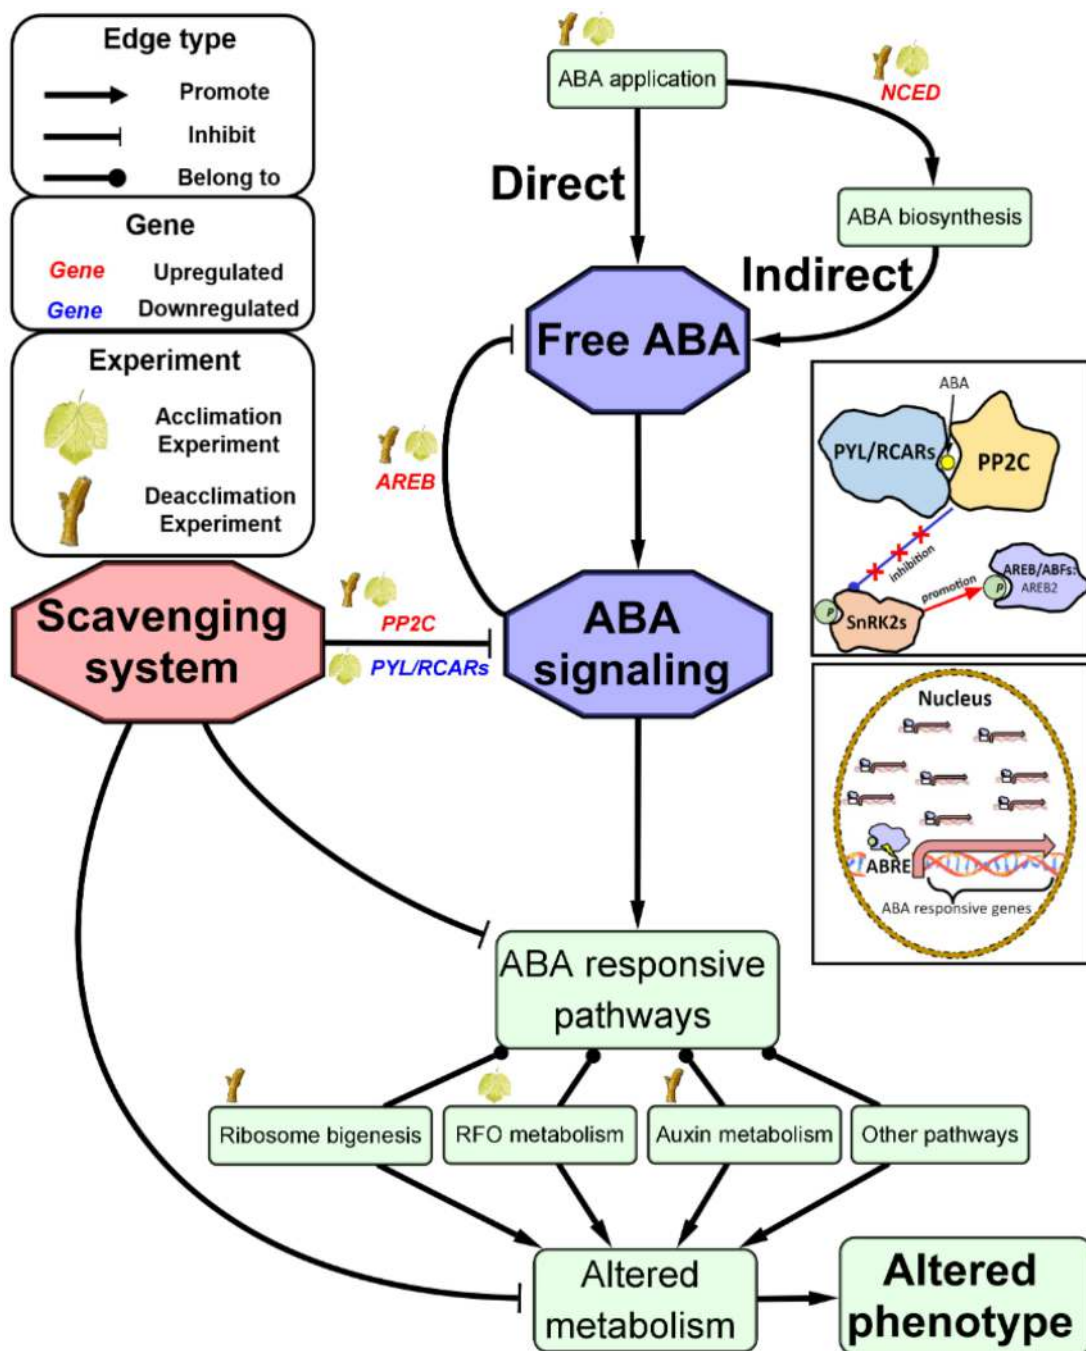 Edge type
Promote
Inhibit
Belong to
Gene
Gene Upregulated
Gene Downregulated
Experiment
Acclimation
Experiment
Deacclimation
Experiment
ABA application
NCED
Direct
ABA biosynthesis
Indirect
Free ABA
AREB
ABA
PYL/RCARs
PP2C
inhibition
promotion
AREB/ABFs:
AREB2
P
P
SnRK2s
Scavenging
system
PP2C
PYL/RCARs
ABA
signaling
Nucleus
ABRE
ABA responsive genes
ABA responsive
pathways
Ribosome bigenesis
RFO metabolism
Auxin metabolism
Other pathways
Altered
metabolism
Altered
phenotype